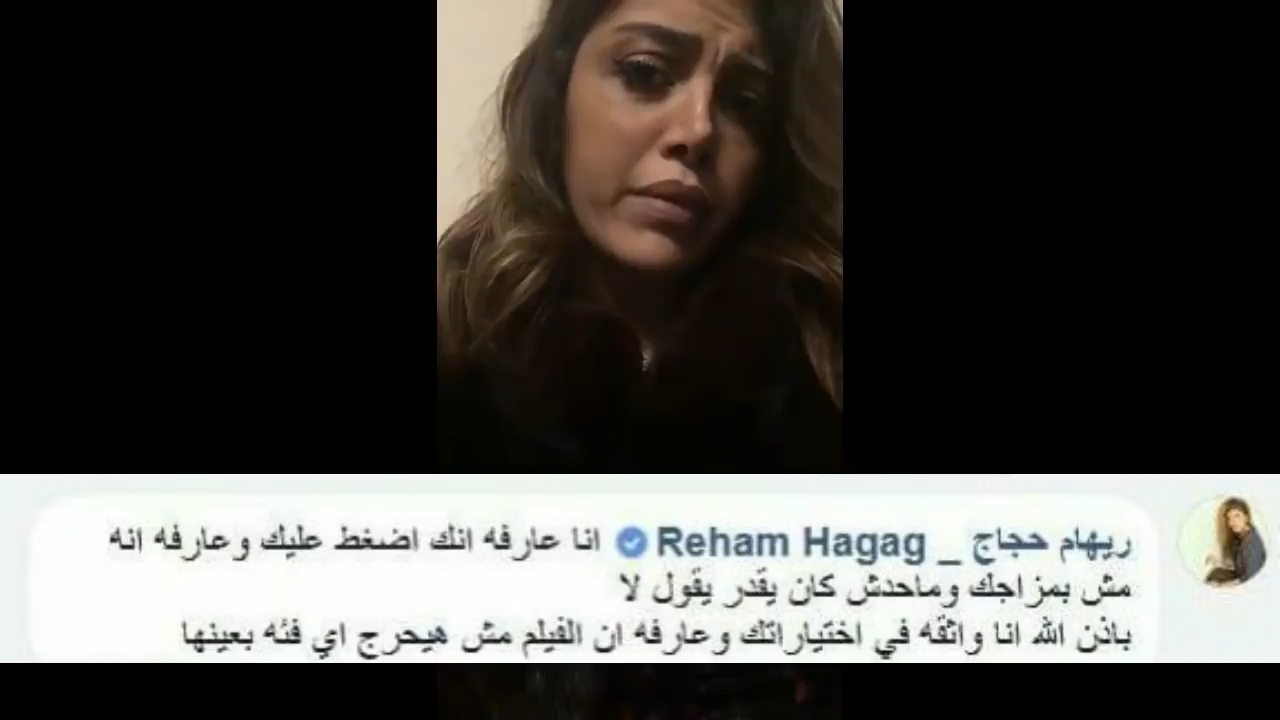 ريهام حجاج _ Reham Hagag انا عارفه انك اضغط عليك وعارفه انه
مش بمزاجك وماحدش كان يقدر يقول لا
باذن الله انا واثقه في اختياراتك وعارفه ان الفيلم مش هيحرج اي فئه بعينها